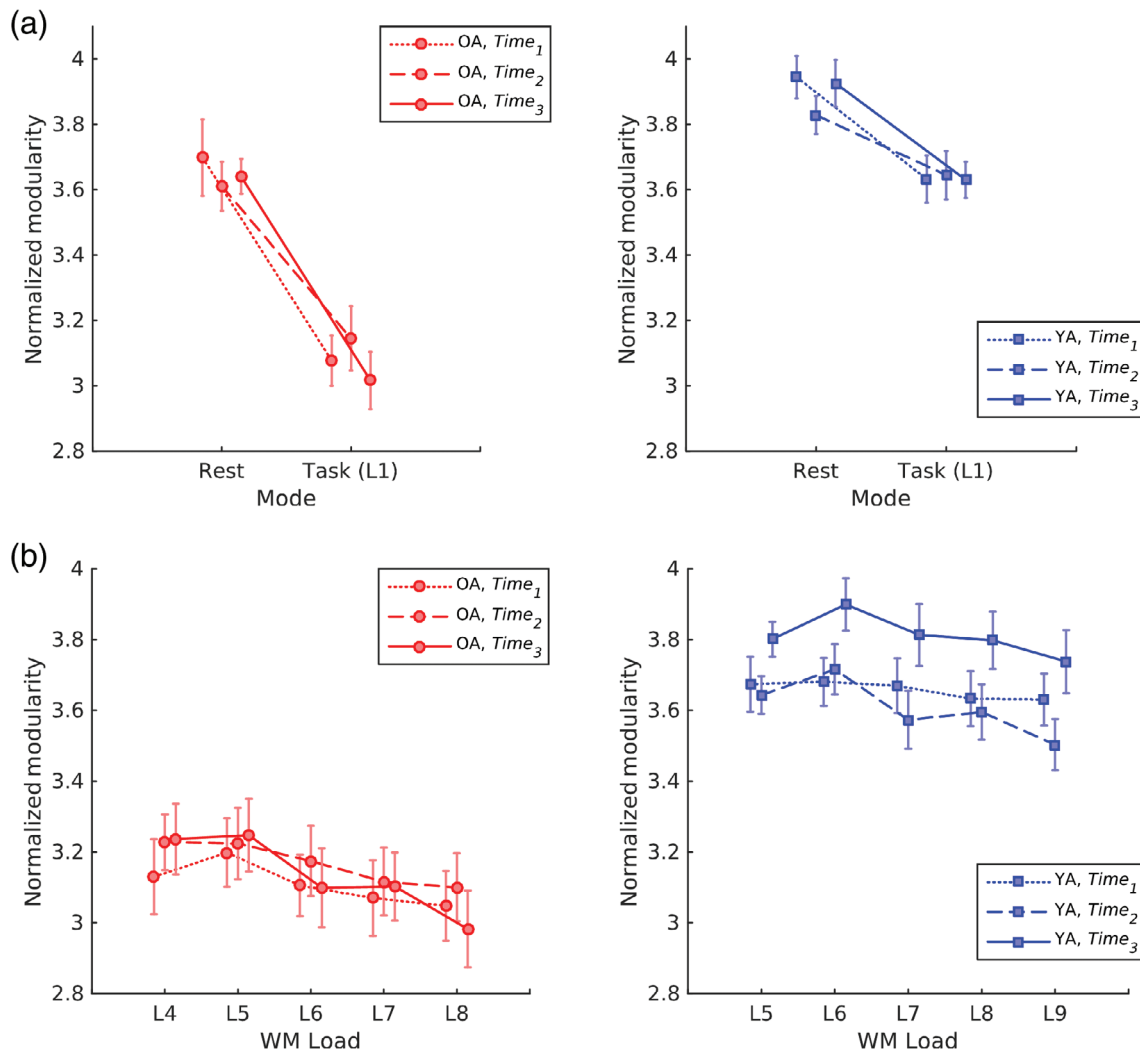 (a)
4
3.8
3.6
3.4
3.2
3
2.8
Normalized modularity
Rest
Task (L1)
Mode
OA, Time1
OA, Time2
OA, Time3
4
3.8
3.6
3.4
3.2
3
2.8
Normalized modularity
Rest
Task (L1)
Mode
YA, Time1
YA, Time2
YA, Time3
(b)
4
3.8
3.6
3.4
3.2
3
2.8
Normalized modularity
L4
L5
L6
L7
L8
WM Load
OA, Time1
OA, Time2
OA, Time3
4
3.8
3.6
3.4
3.2
3
2.8
Normalized modularity
L5
L6
L7
L8
L9
WM Load
YA, Time1
YA, Time2
YA, Time3